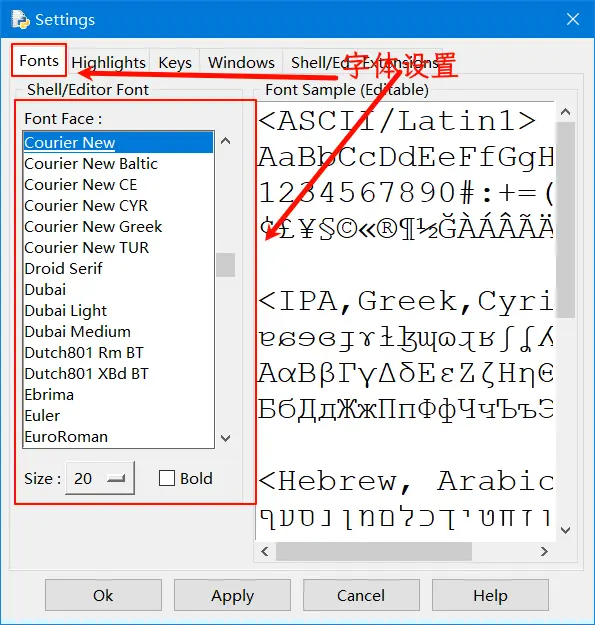 Settings
Fonts Highlights Keys Windows Shell/Ed Extensions
字体设置
Shell/Editor Font
Font Face :
Courier New
Courier New Baltic
Courier New CE
Courier New CYR
Courier New Greek
Courier New TUR
Droid Serif
Dubai
Dubai Light
Dubai Medium
Dutch801 Rm BT
Dutch801 XBd BT
Ebrima
Euler
EuroRoman
Size : 20 Bold
Font Sample (Editable)
<ASCII/Latin1>
AaBbCcDdEeFfGgH
1234567890#:+=(
¢£¥§©«®¶½ĞÀÁÂÃÄ
<IPA,Greek,Cyri
ΑαΒβΓγΔδΕεΖζΗηΘ
БбДдЖжПпФфЧчЪъЭ
<Hebrew, Arabic
Ok Apply Cancel Help